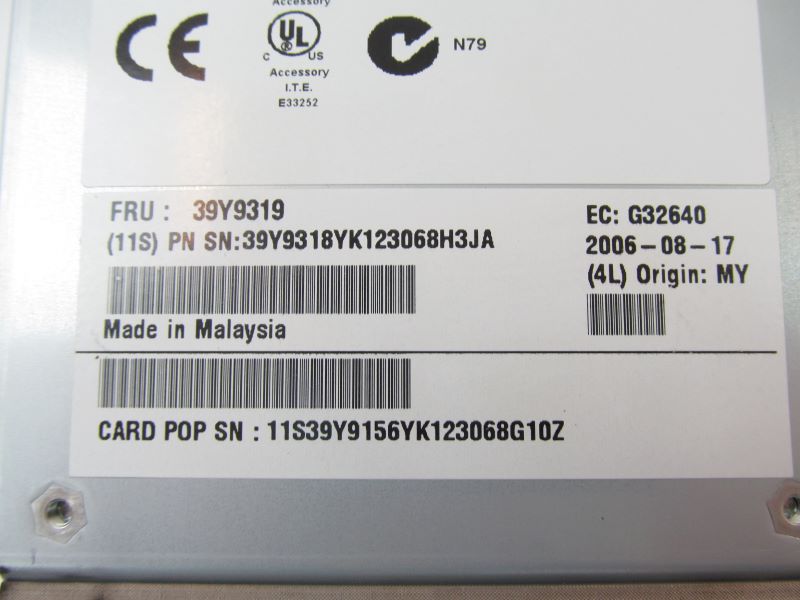 Accessory
CE
UL
®
C US
N79
Accessory
I.T.E.
E33252
FRU : 39Y9319
EC: G32640
(11S) PN SN:39Y9318YK123068H3JA
2006-08-17
(4L) Origin: MY
Made in Malaysia
CARD POP SN : 11S39Y9156YK123068G10Z